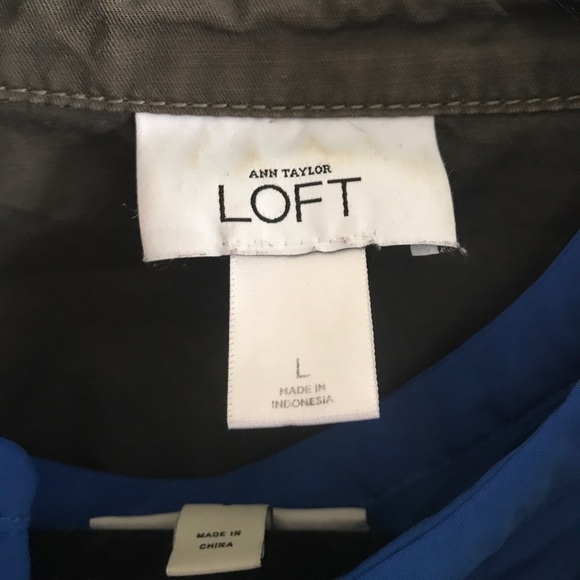 ANN TAYLOR
LOFT
L
MADE IN
INDONESIA
MADE IN
CHINA